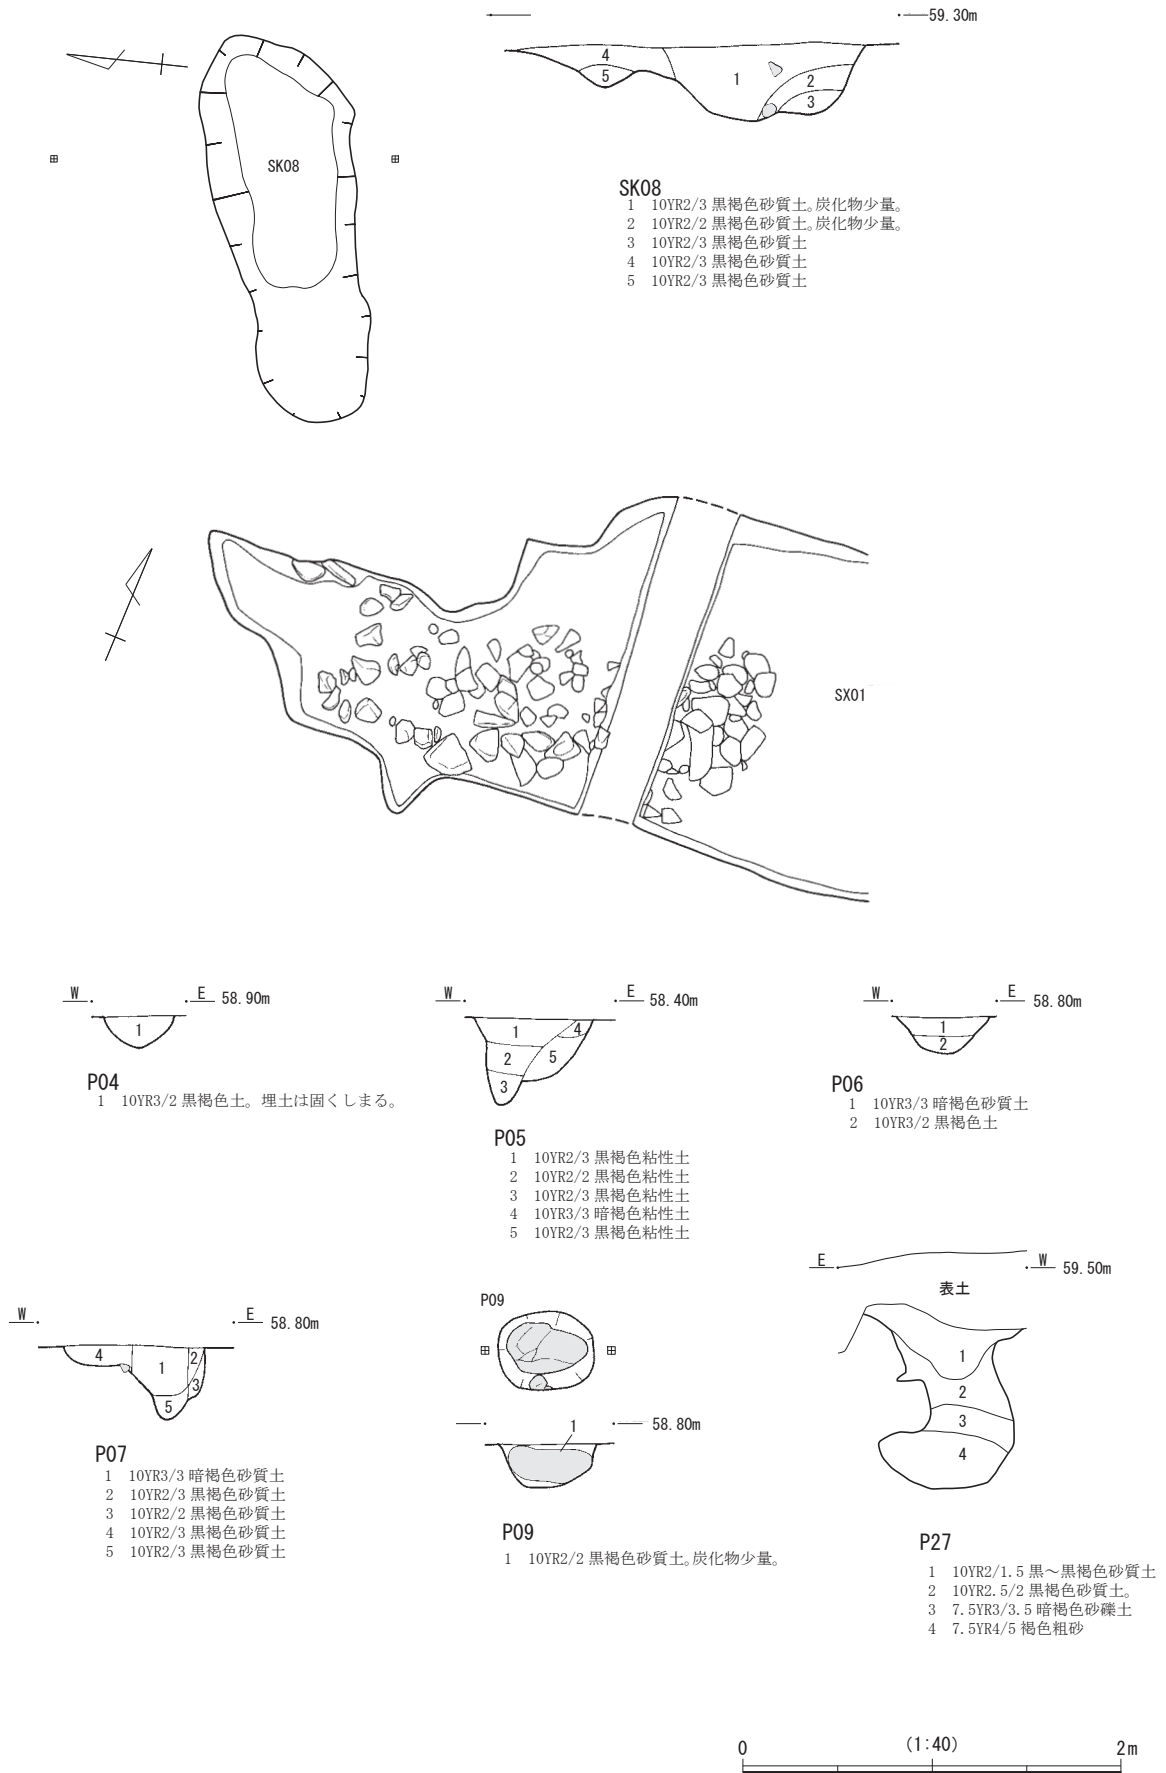 59.30m
4
5
1
2
3
SK08
SK08
1 10YR2/3 黒褐色砂質土。炭化物少量。
2 10YR2/2 黒褐色砂質土。炭化物少量。
3 10YR2/3 黒褐色砂質土
4 10YR2/3 黒褐色砂質土
5 10YR2/3 黒褐色砂質土
SX01
W E 58.90m
1
P04
1 10YR3/2 黒褐色土。埋土は固くしまる。
W E 58.40m
1 4
2 5
3
P05
1 10YR2/3 黒褐色粘性土
2 10YR2/2 黒褐色粘性土
3 10YR2/3 黒褐色粘性土
4 10YR3/3 暗褐色粘性土
5 10YR2/3 黒褐色粘性土
W E 58.80m
1
2
P06
1 10YR3/3 暗褐色砂質土
2 10YR3/2 黒褐色土
W E 58.80m
4 1 2
3
5
P07
1 10YR3/3 暗褐色砂質土
2 10YR2/3 黒褐色砂質土
3 10YR2/2 黒褐色砂質土
4 10YR2/3 黒褐色砂質土
5 10YR2/3 黒褐色砂質土
P09
1 58.80m
P09
1 10YR2/2 黒褐色砂質土。炭化物少量。
E W 59.50m
表土
1
2
3
4
P27
1 10YR2/1.5 黒～黒褐色砂質土
2 10YR2.5/2 黒褐色砂質土。
3 7.5YR3/3.5 暗褐色砂礫土
4 7.5YR4/5 褐色粗砂
0 (1:40) 2m